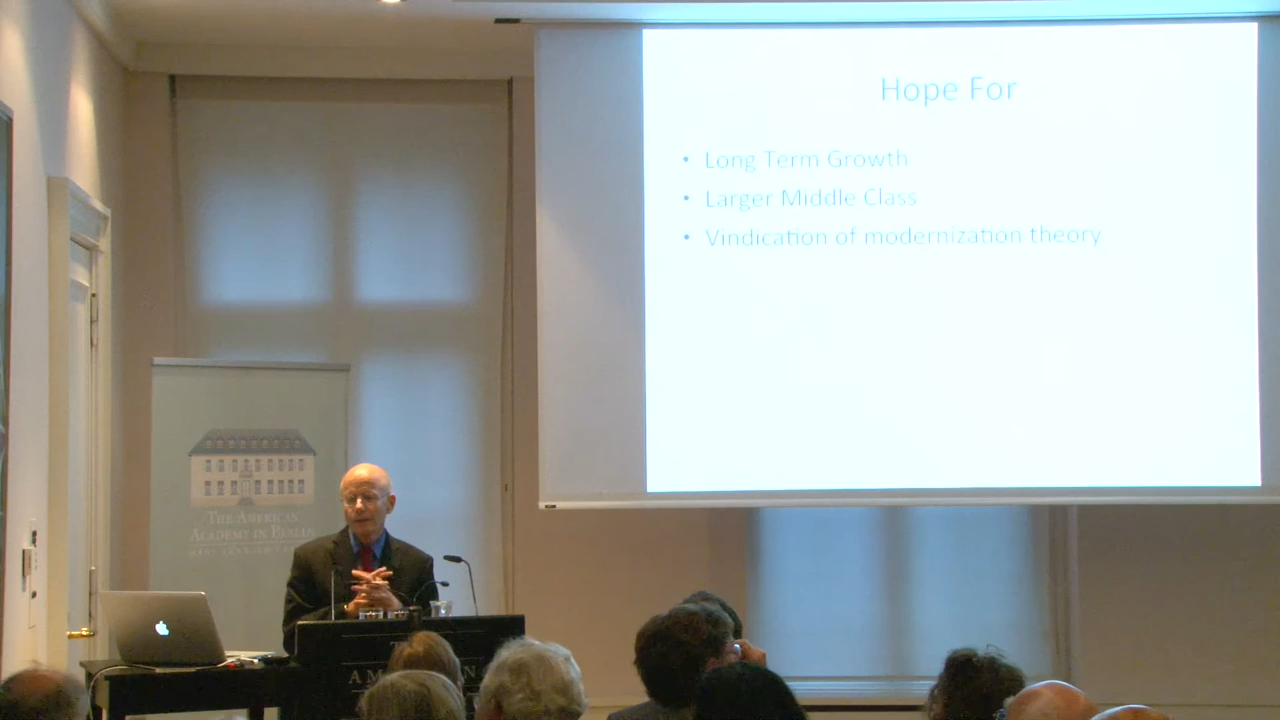 Hope For
• Long Term Growth
• Larger Middle Class
• Vindication of modernization theory
THE AMERICAN
ACADEMY IN BERLIN